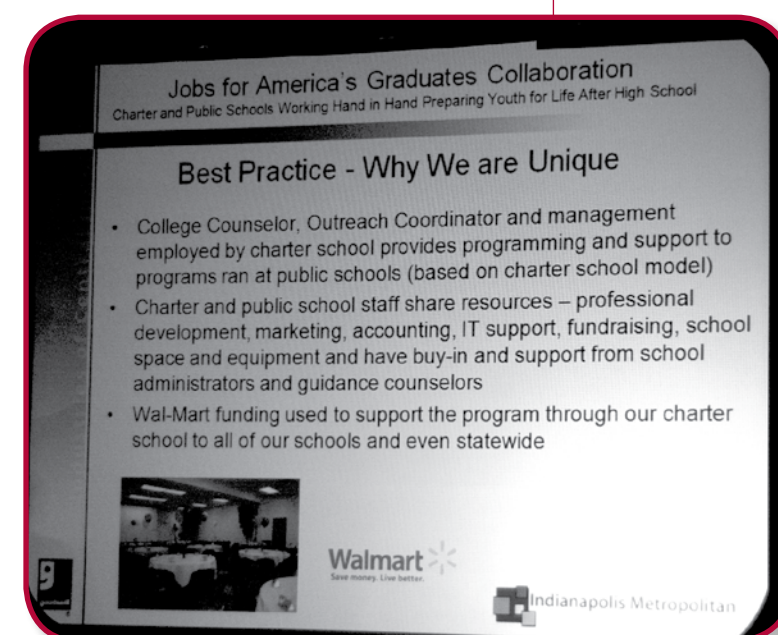 Jobs for America's Graduates Collaboration
Charter and Public Schools Working Hand in Hand Preparing Youth for Life After High School
Best Practice - Why We are Unique
• College Counselor, Outreach Coordinator and management
employed by charter school provides programming and support to
programs ran at public schools (based on charter school model)
• Charter and public school staff share resources – professional
development, marketing, accounting, IT support, fundraising, school
space and equipment and have buy-in and support from school
administrators and guidance counselors
• Wal-Mart funding used to support the program through our charter
school to all of our schools and even statewide
Walmart
Save money. Live better.
goodwill
Indianapolis Metropolitan